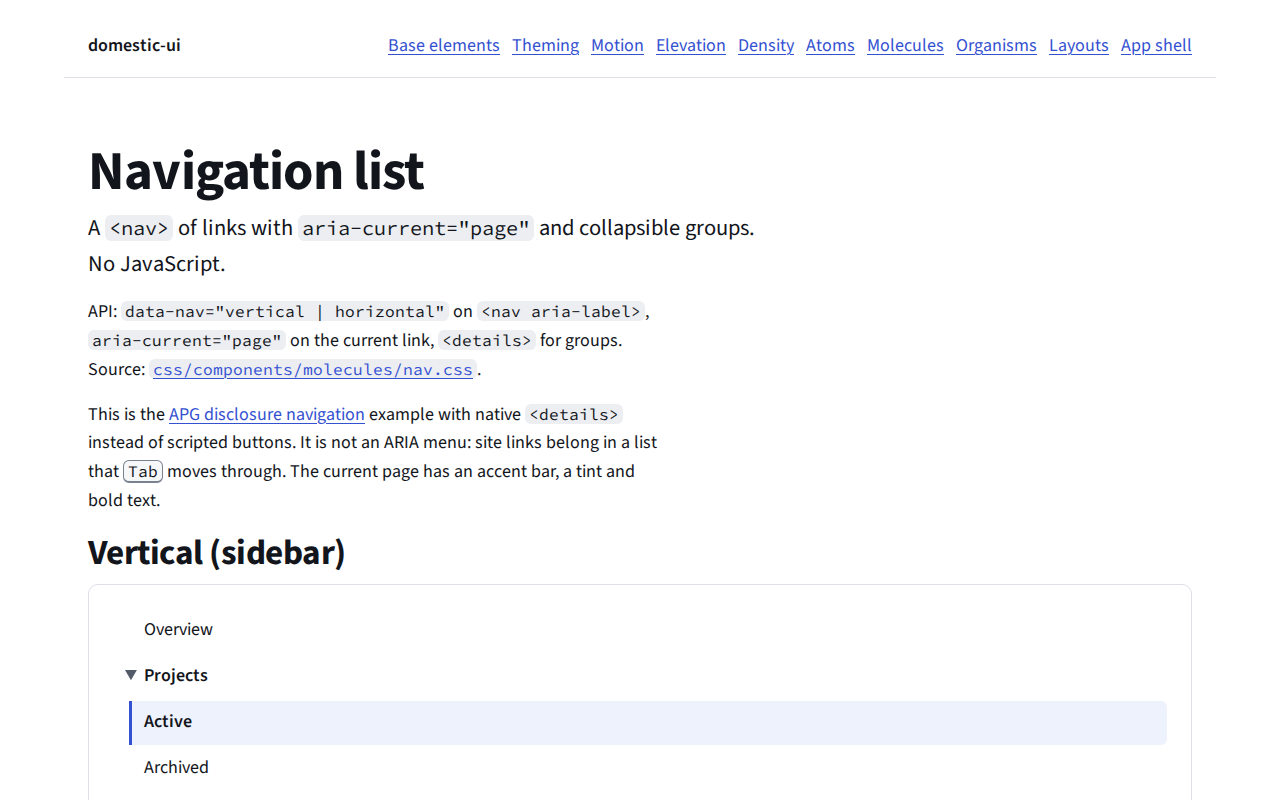 domestic-ui
Base elements Theming Motion Elevation Density Atoms Molecules Organisms Layouts App shell
Navigation list
A <nav> of links with aria-current="page" and collapsible groups.
No JavaScript.
API: data-nav="vertical | horizontal" on <nav aria-label>,
aria-current="page" on the current link, <details> for groups.
Source: css/components/molecules/nav.css.
This is the APG disclosure navigation example with native <details>
instead of scripted buttons. It is not an ARIA menu: site links belong in a list
that Tab moves through. The current page has an accent bar, a tint and
bold text.
Vertical (sidebar)
Overview
Projects
Active
Archived